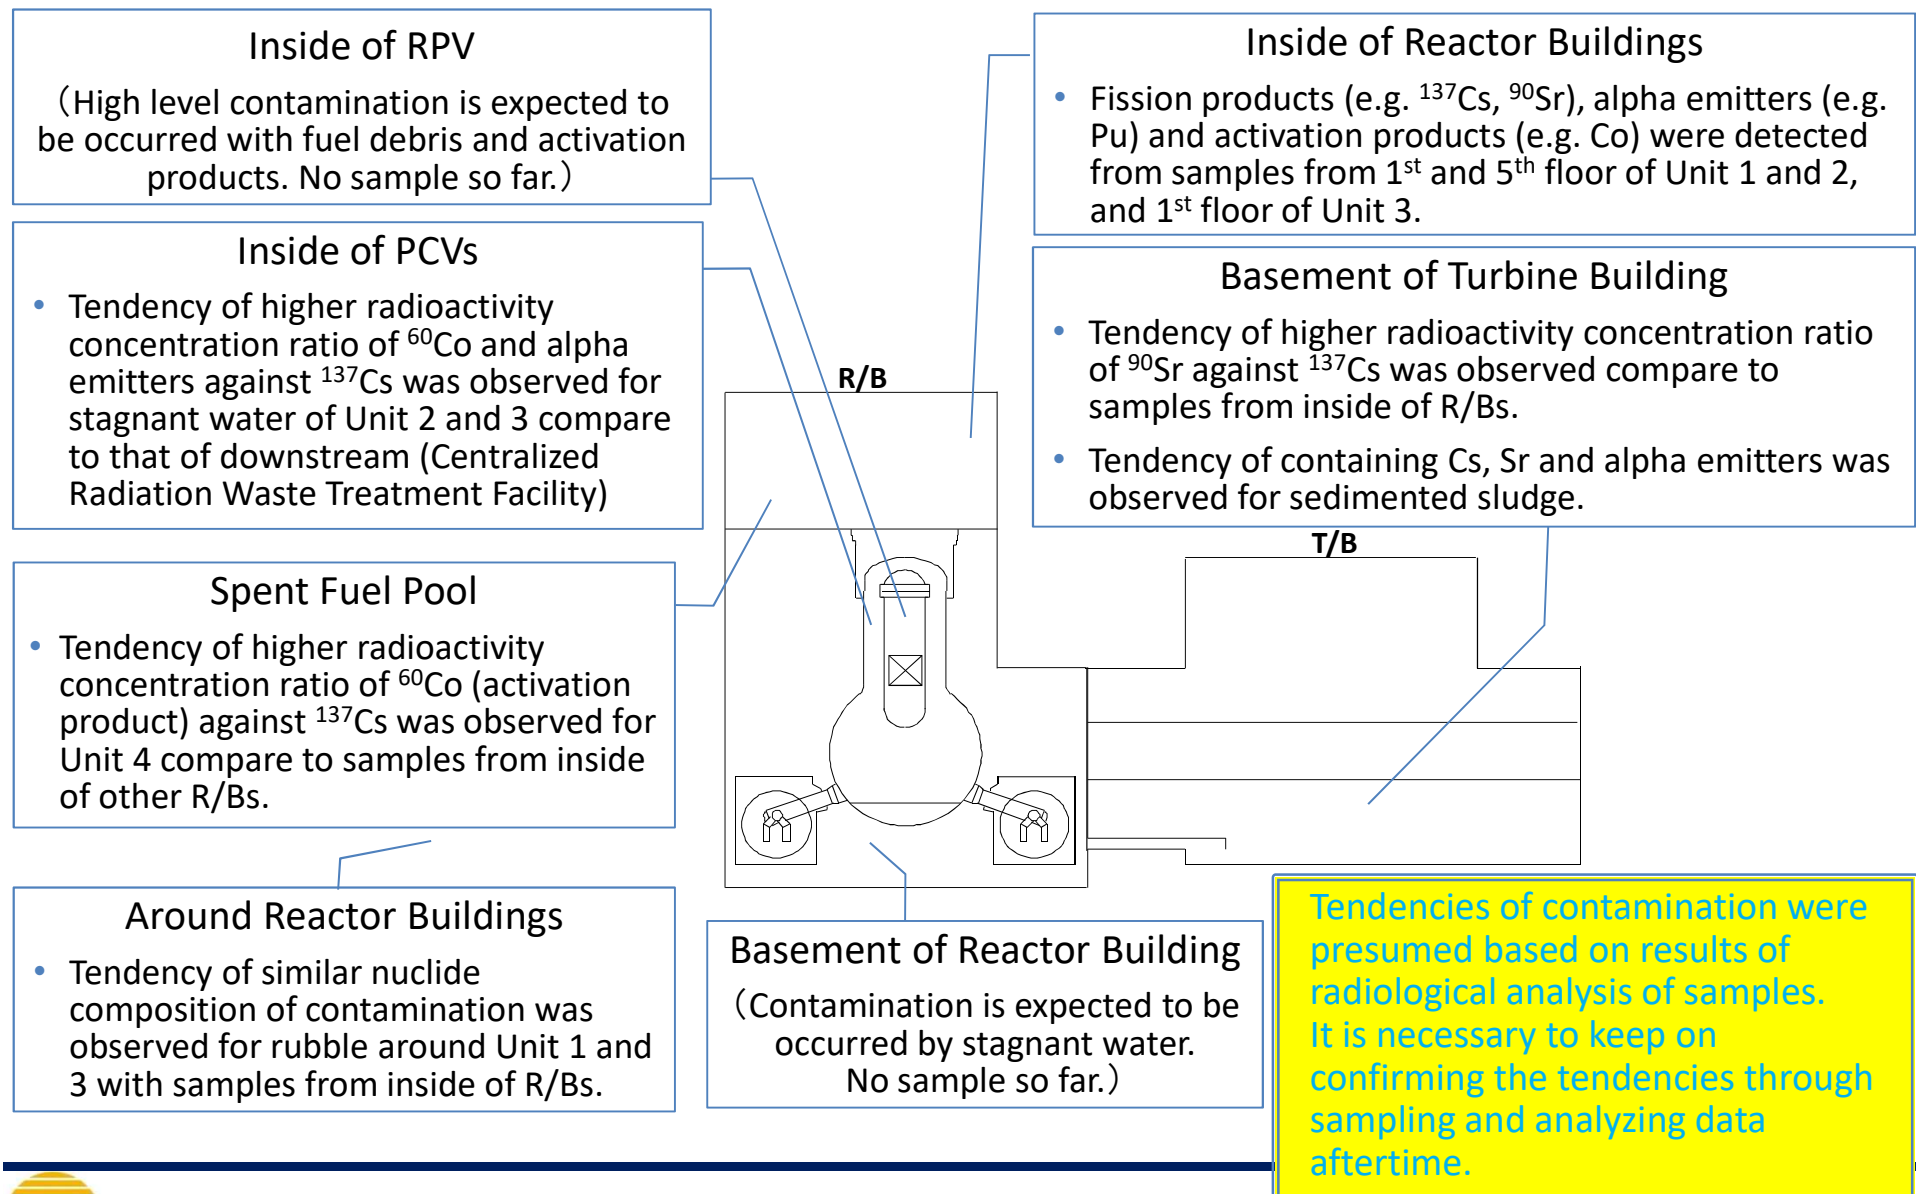 Inside of RPV
（High level contamination is expected to
be occurred with fuel debris and activation
products. No sample so far.）
Inside of PCVs
• Tendency of higher radioactivity
concentration ratio of ⁶⁰Co and alpha
emitters against ¹³⁷Cs was observed for
stagnant water of Unit 2 and 3 compare
to that of downstream (Centralized
Radiation Waste Treatment Facility)
Spent Fuel Pool
• Tendency of higher radioactivity
concentration ratio of ⁶⁰Co (activation
product) against ¹³⁷Cs was observed for
Unit 4 compare to samples from inside
of other R/Bs.
Around Reactor Buildings
• Tendency of similar nuclide
composition of contamination was
observed for rubble around Unit 1 and
3 with samples from inside of R/Bs.
R/B
Basement of Reactor Building
（Contamination is expected to be
occurred by stagnant water.
No sample so far.）
Inside of Reactor Buildings
• Fission products (e.g. ¹³⁷Cs, ⁹⁰Sr), alpha emitters (e.g.
Pu) and activation products (e.g. Co) were detected
from samples from 1ˢᵗ and 5ᵗʰ floor of Unit 1 and 2,
and 1ˢᵗ floor of Unit 3.
Basement of Turbine Building
• Tendency of higher radioactivity concentration ratio
of ⁹⁰Sr against ¹³⁷Cs was observed compare to
samples from inside of R/Bs.
• Tendency of containing Cs, Sr and alpha emitters was
observed for sedimented sludge.
T/B
Tendencies of contamination were
presumed based on results of
radiological analysis of samples.
It is necessary to keep on
confirming the tendencies through
sampling and analyzing data
aftertime.